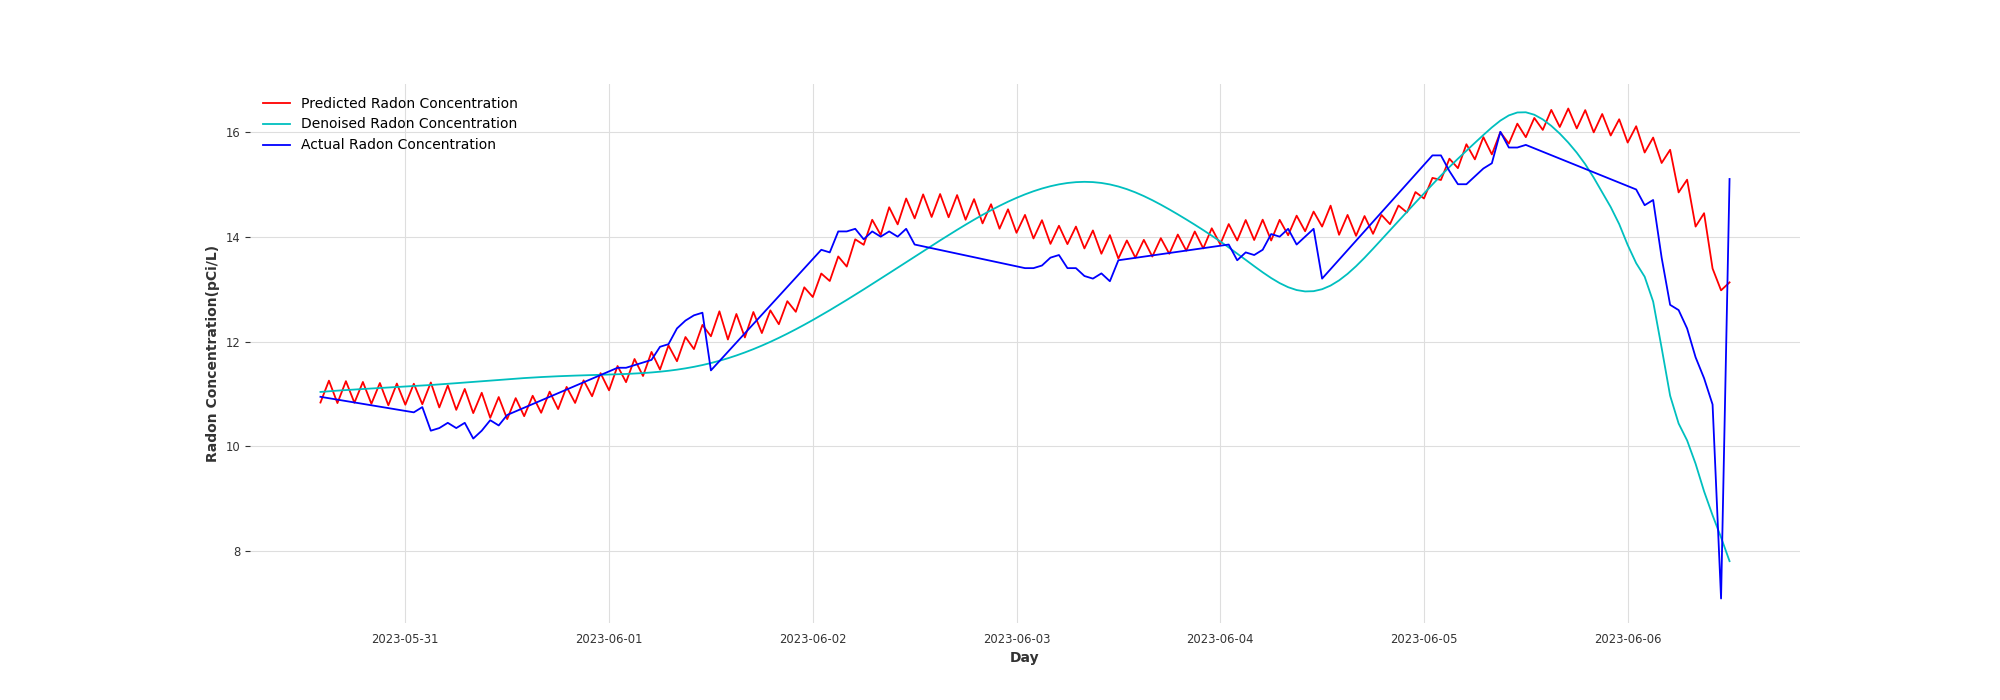 Predicted Radon Concentration
Denoised Radon Concentration
Actual Radon Concentration
Radon Concentration(pCi/L)
16
14
12
10
8
2023-05-31
2023-06-01
2023-06-02
2023-06-03
2023-06-04
2023-06-05
2023-06-06
Day